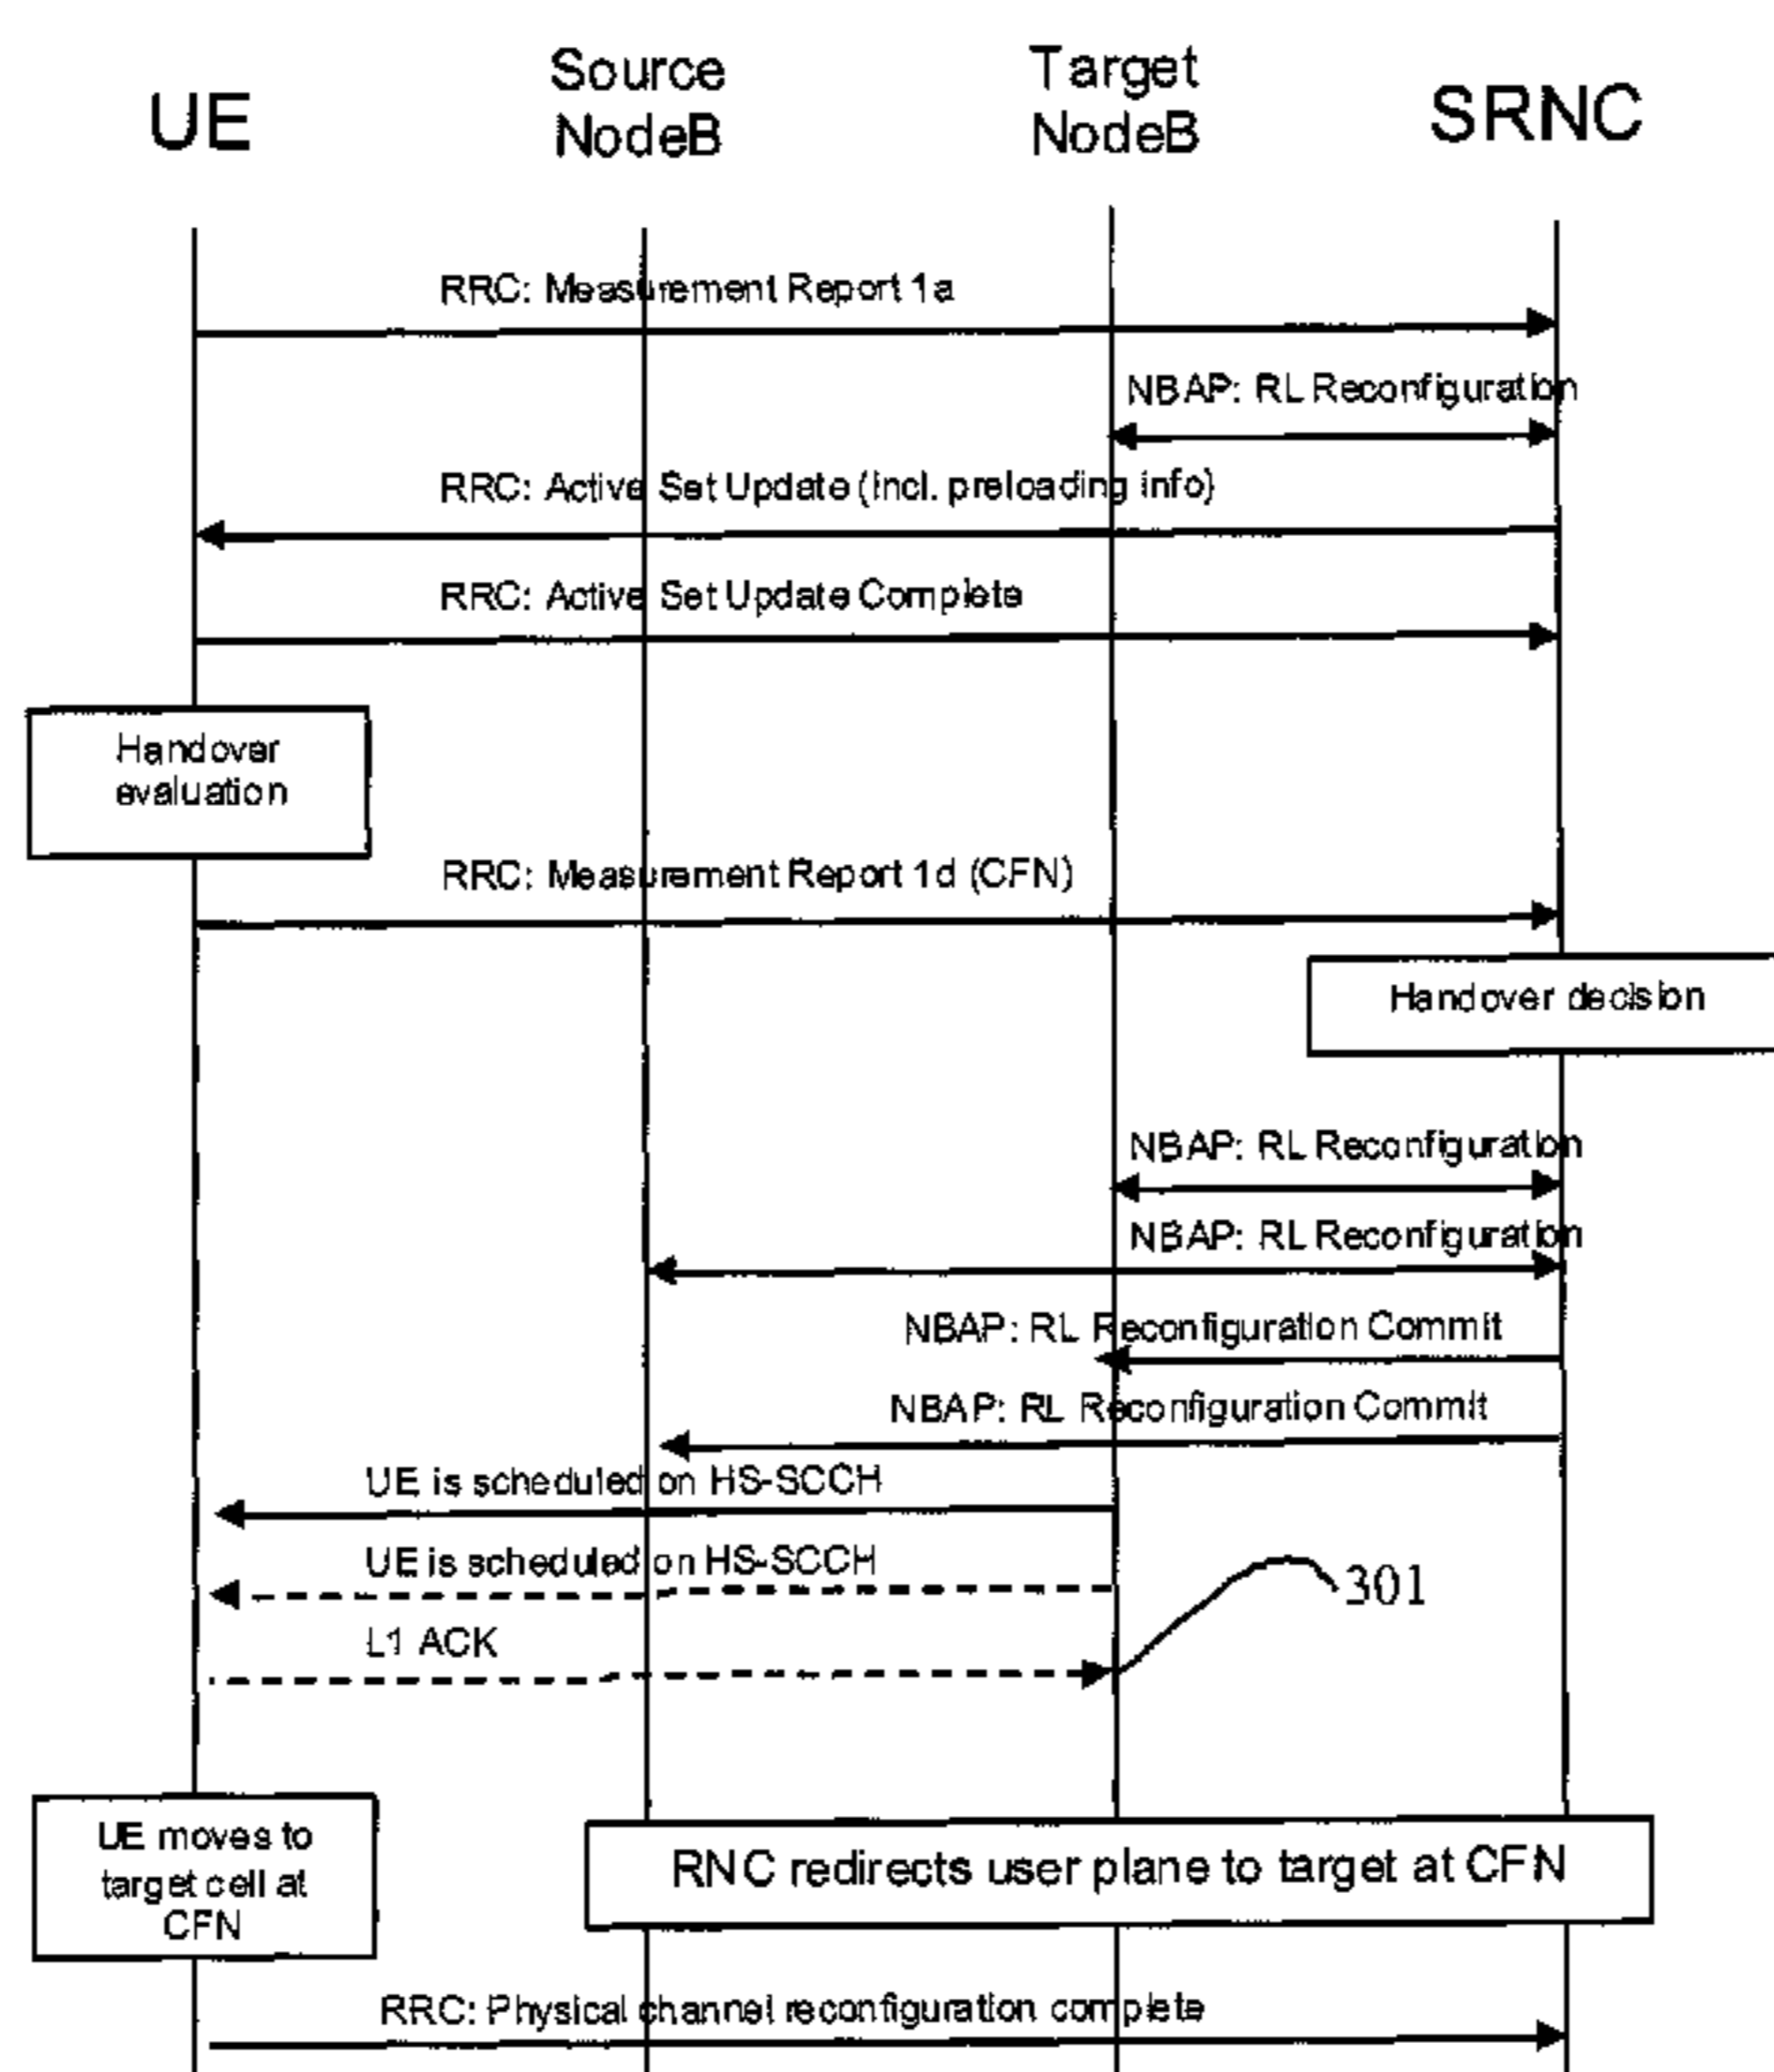 UE
Source
NodeB
Target
NodeB
SRNC
RRC: Measurement Report 1a
NBAP: RL Reconfiguration
RRC: Active Set Update (incl. preloading info)
RRC: Active Set Update Complete
Handover
evaluation
RRC: Measurement Report 1d (CFN)
Handover decision
NBAP: RL Reconfiguration
NBAP: RL Reconfiguration
NBAP: RL Reconfiguration Commit
NBAP: RL Reconfiguration Commit
UE is scheduled on HS-SCCH
UE is scheduled on HS-SCCH
301
L1 ACK
UE moves to
target cell at
CFN
RNC redirects user plane to target at CFN
RRC: Physical channel reconfiguration complete